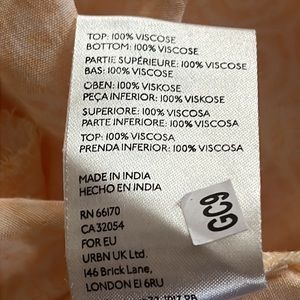 TOP: 100% VISCOSE
BOTTOM: 100% VISCOSE
PARTIE SUPÉRIEURE: 100% VISCOSE
BAS: 100% VISCOSE
OBEN: 100% VISKOSE
PEÇA INFERIOR: 100% VISKOSE
SUPERIORE: 100% VISCOSA
PARTE INFERIORE: 100% VISCOSA
TOP: 100% VISCOSA
PRENDA INFERIOR: 100% VISCOSA
MADE IN INDIA
HECHO EN INDIA
RN 66170
CA 32054
FOR EU
URBN UK Ltd.
146 Brick Lane,
LONDON E1 6RU